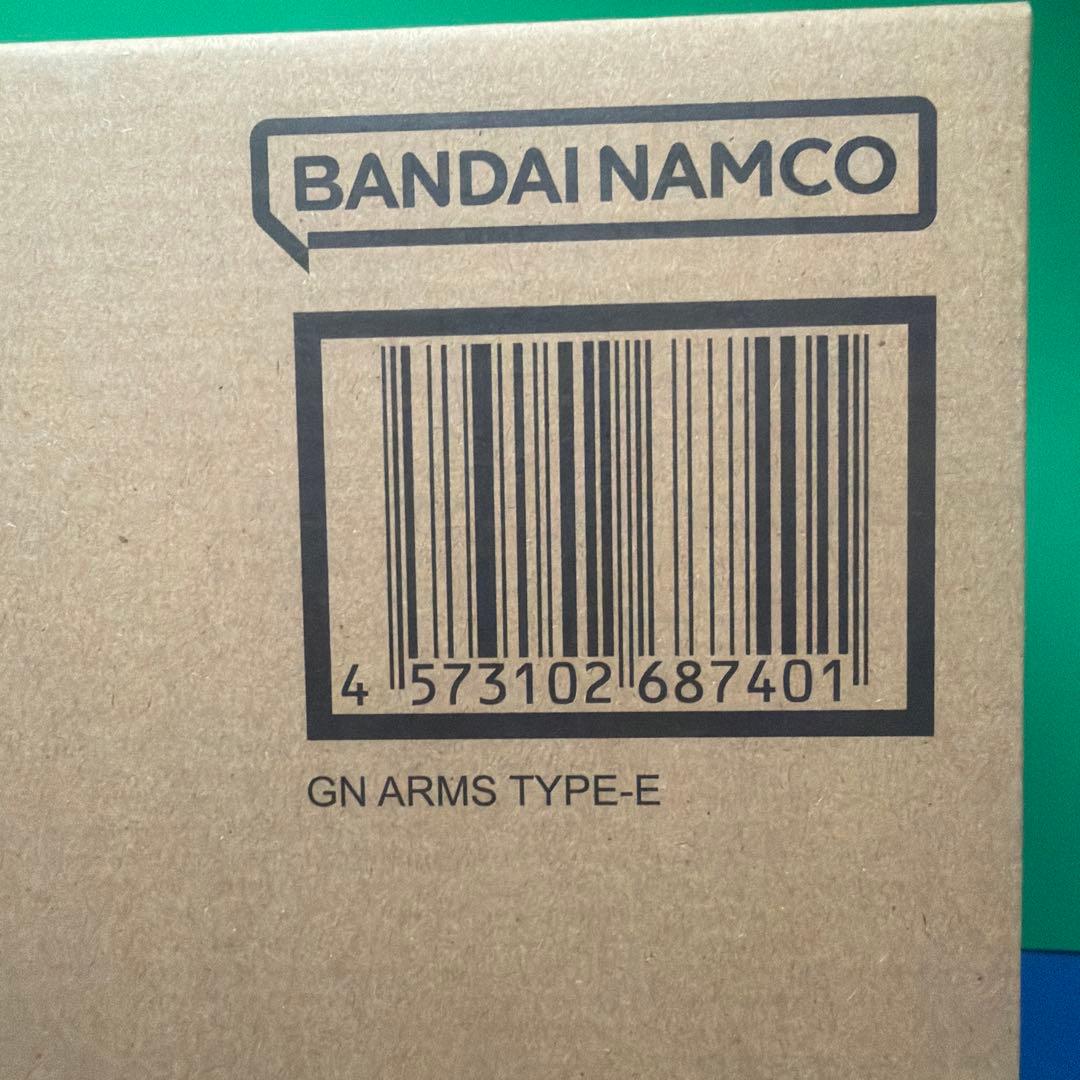 BANDAI NAMCO
4 573102 687401
GN ARMS TYPE-E